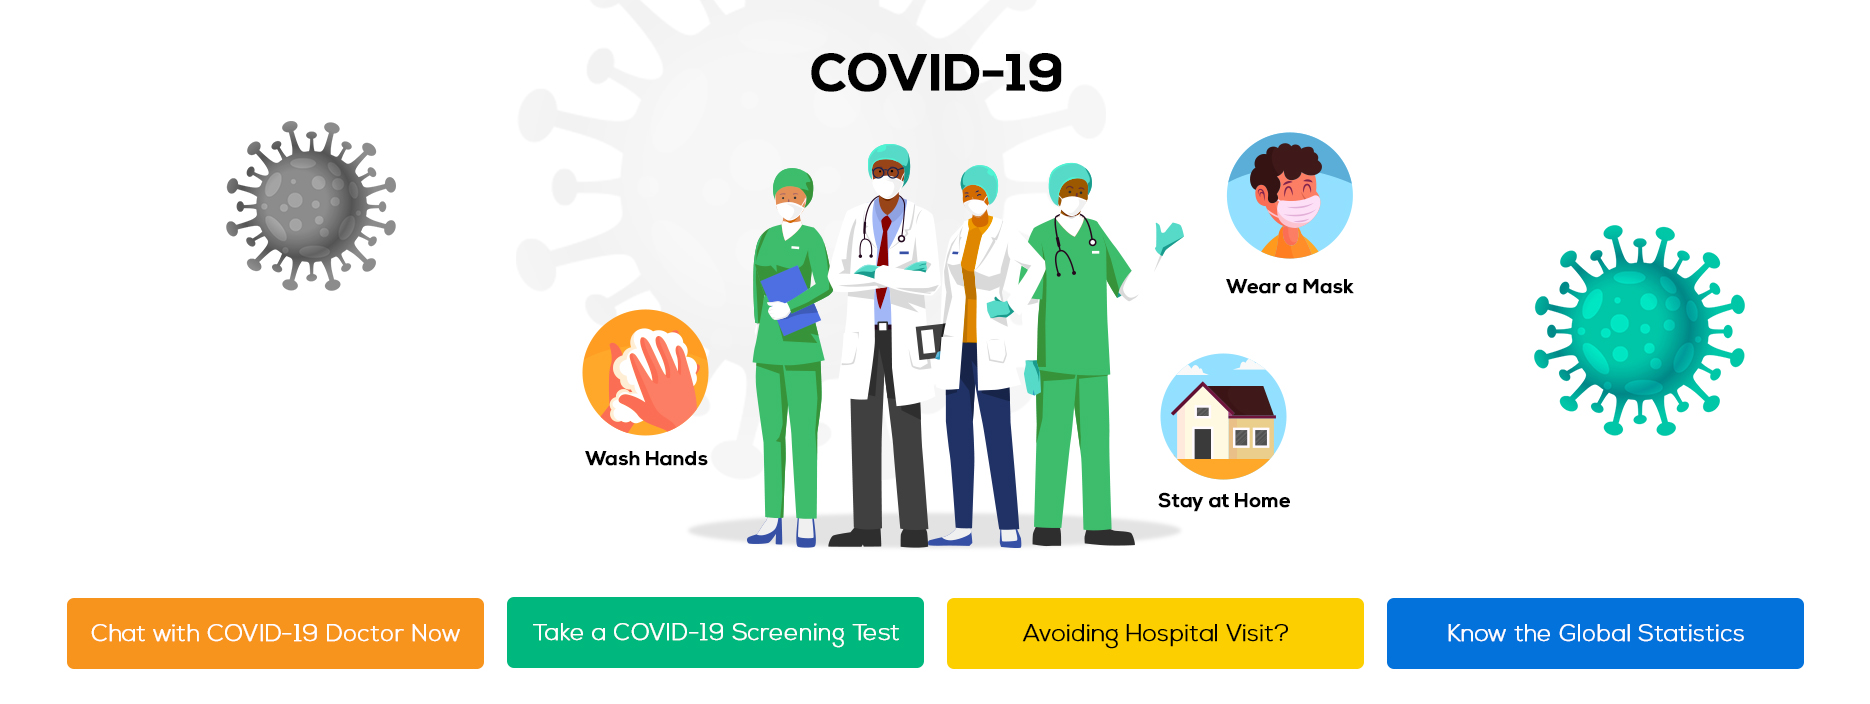 COVID-19
Wear a Mask
Wash Hands
Stay at Home
Chat with COVID-19 Doctor Now
Take a COVID-19 Screening Test
Avoiding Hospital Visit?
Know the Global Statistics